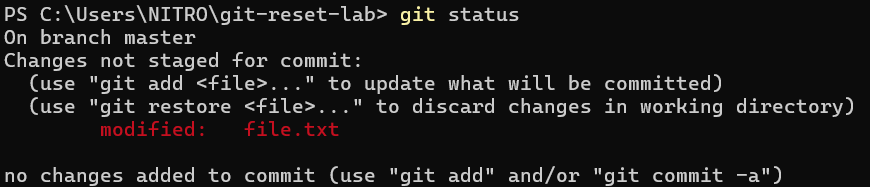 PS C:\Users\NITRO\git-reset-lab> git status
On branch master
Changes not staged for commit:
  (use "git add <file>..." to update what will be committed)
  (use "git restore <file>..." to discard changes in working directory)
        modified:   file.txt

no changes added to commit (use "git add" and/or "git commit -a")